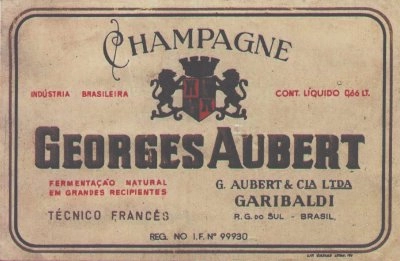 CHAMPAGNE
INDÚSTRIA BRASILEIRA
CONT. LÍQUIDO 0,66 LT.
GEORGES AUBERT
FERMENTAÇÃO NATURAL
EM GRANDES RECIPIENTES
TÉCNICO FRANCÊS
G. AUBERT & CIA LTDA
GARIBALDI
R. G. DO SUL - BRASIL
REG. NO I.F. Nº 99930